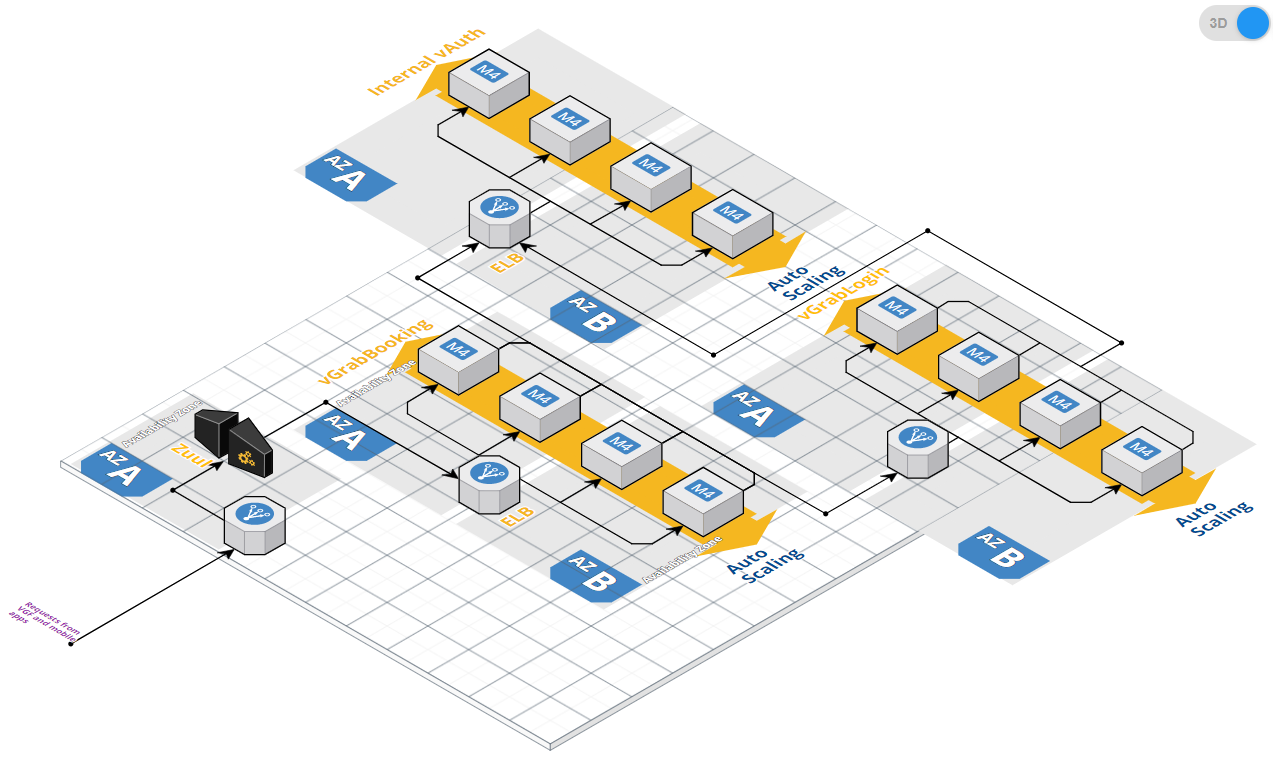 3D
Internal vAuth
M4
M4
M4
M4
AZ A
ELB
Auto
Scaling
AZ B
vGrabLogin
M4
M4
M4
M4
AZ A
Auto
Scaling
AZ B
vGrabBooking
Availability Zone
M4
M4
M4
M4
AZ A
ELB
Auto
Scaling
Availability Zone
AZ B
Availability Zone
Zuul
AZ A
Requests from
VGT and mobile
apps